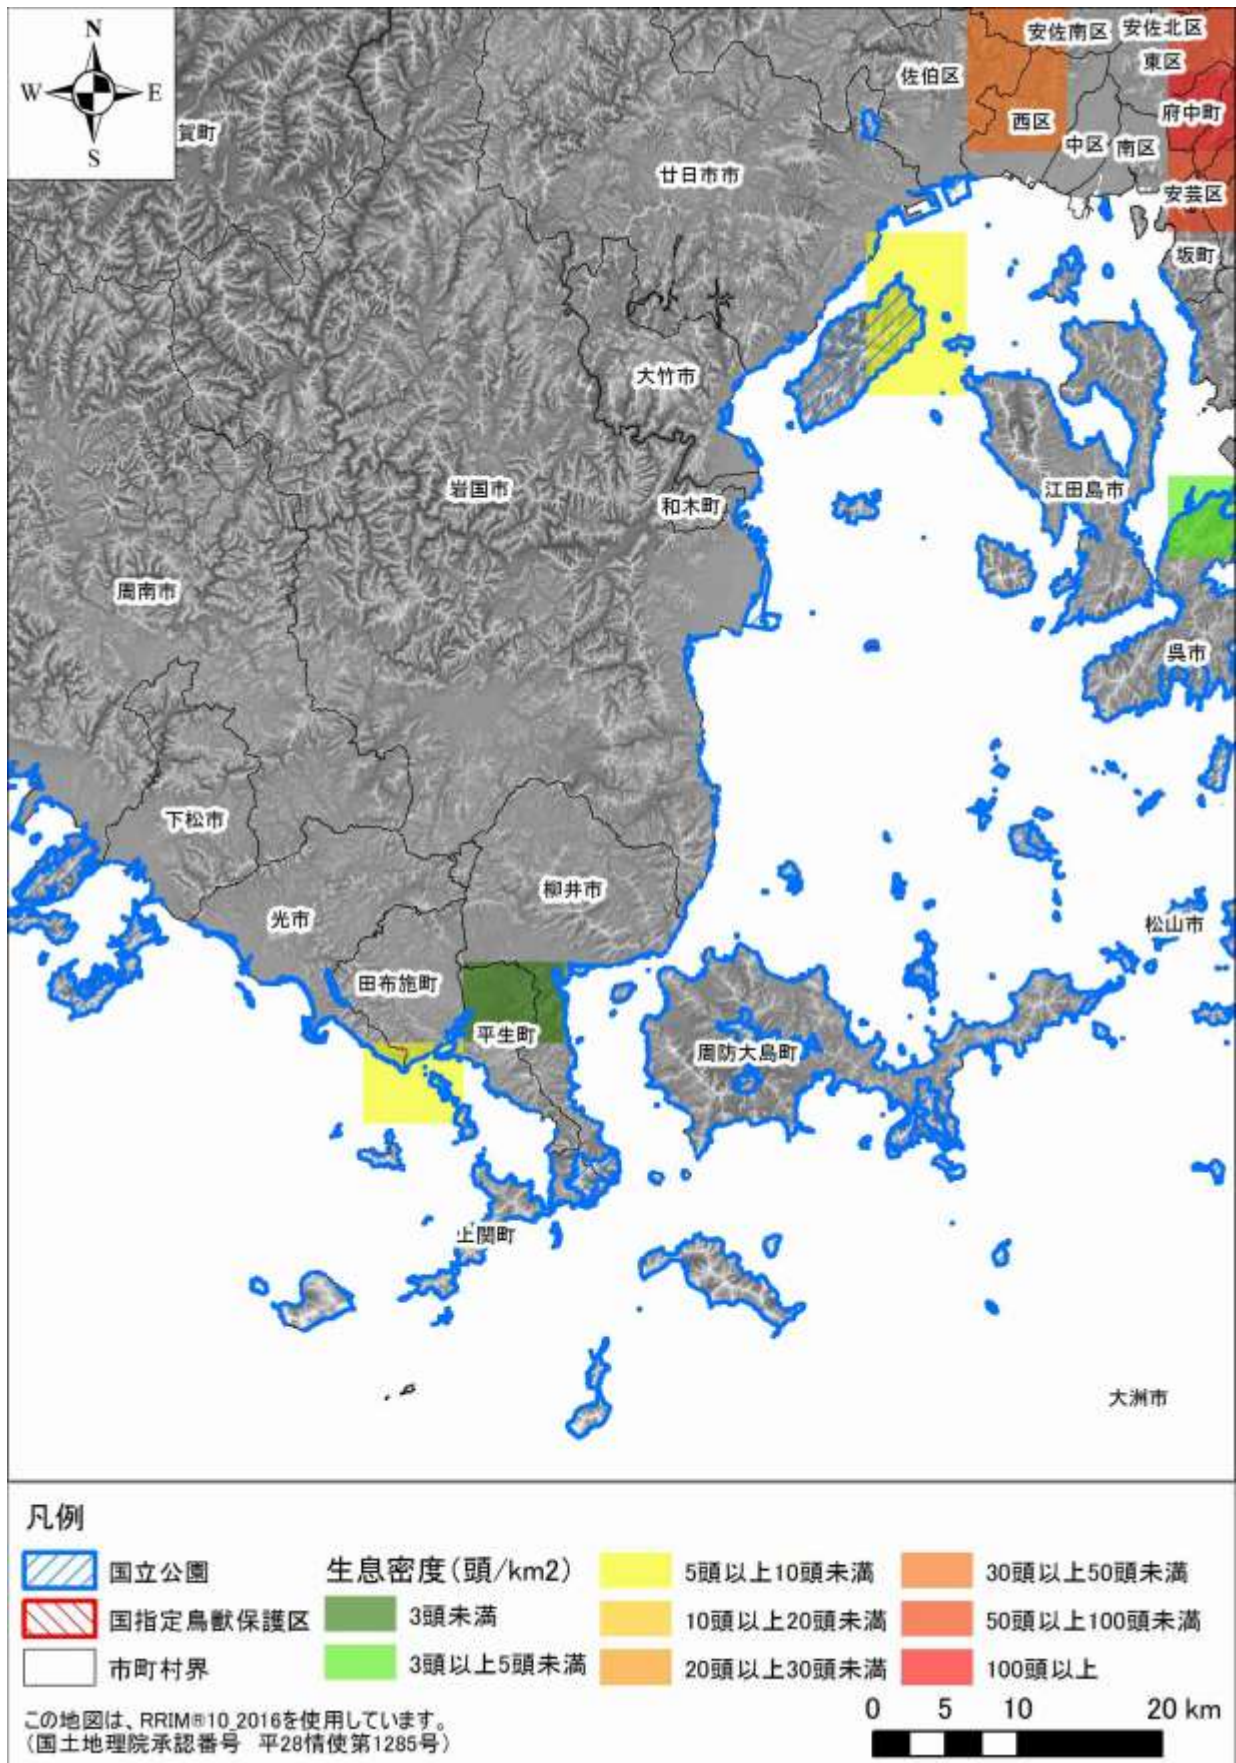 N
W E
S
賀町
佐伯区
安佐南区
安佐北区
東区
西区
府中町
中区
南区
安芸区
坂町
廿日市市
大竹市
岩国市
和木町
江田島市
周南市
呉市
下松市
柳井市
光市
松山市
田布施町
平生町
周防大島町
上関町
大洲市
凡例
国立公園
国指定鳥獣保護区
市町村界
生息密度(頭/km2)
3頭未満
3頭以上5頭未満
5頭以上10頭未満
10頭以上20頭未満
20頭以上30頭未満
30頭以上50頭未満
50頭以上100頭未満
100頭以上
この地図は、RRIM®10_2016を使用しています。
(国土地理院承認番号 平28情使第1285号)
0 5 10 20 km